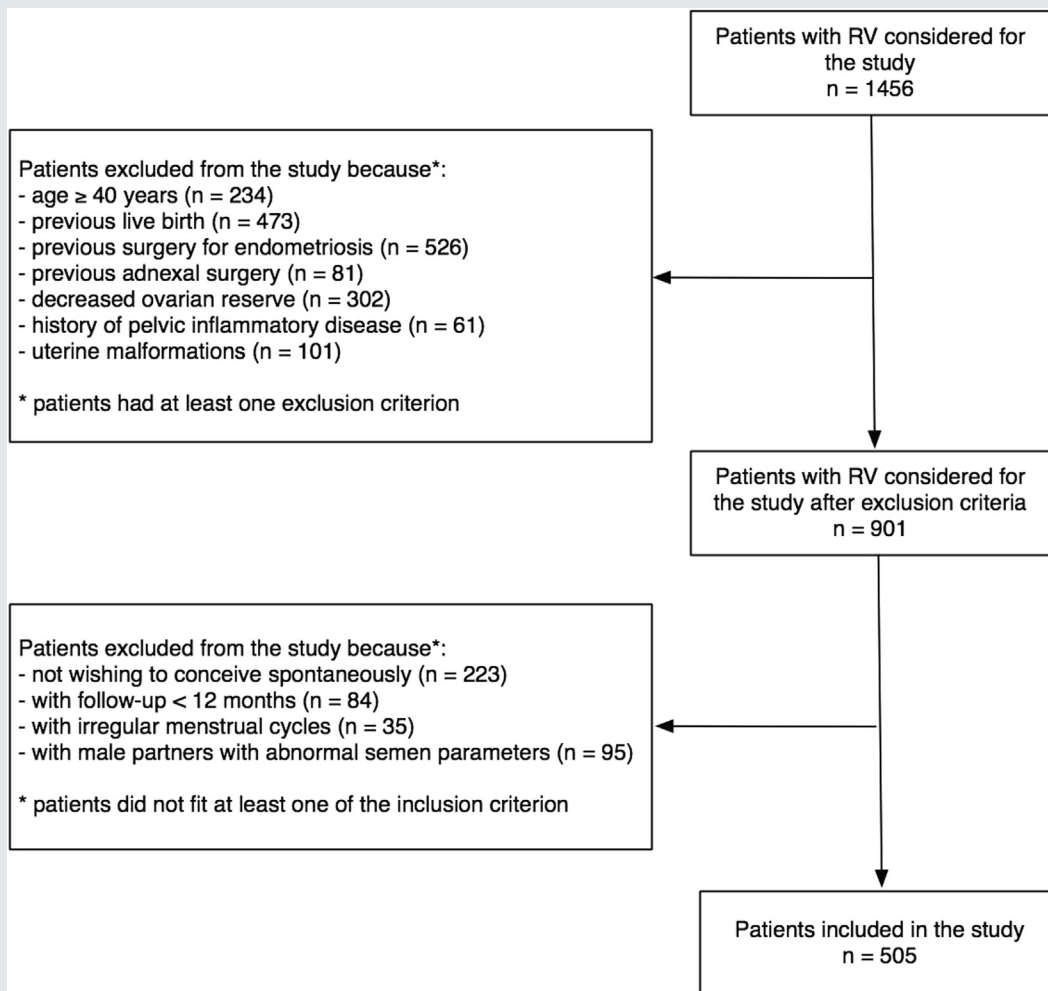 Patients with RV considered for
the study
n = 1456
Patients excluded from the study because*:
- age ≥ 40 years (n = 234)
- previous live birth (n = 473)
- previous surgery for endometriosis (n = 526)
- previous adnexal surgery (n = 81)
- decreased ovarian reserve (n = 302)
- history of pelvic inflammatory disease (n = 61)
- uterine malformations (n = 101)
* patients had at least one exclusion criterion
Patients with RV considered for
the study after exclusion criteria
n = 901
Patients excluded from the study because*:
- not wishing to conceive spontaneously (n = 223)
- with follow-up < 12 months (n = 84)
- with irregular menstrual cycles (n = 35)
- with male partners with abnormal semen parameters (n = 95)
* patients did not fit at least one of the inclusion criterion
Patients included in the study
n = 505